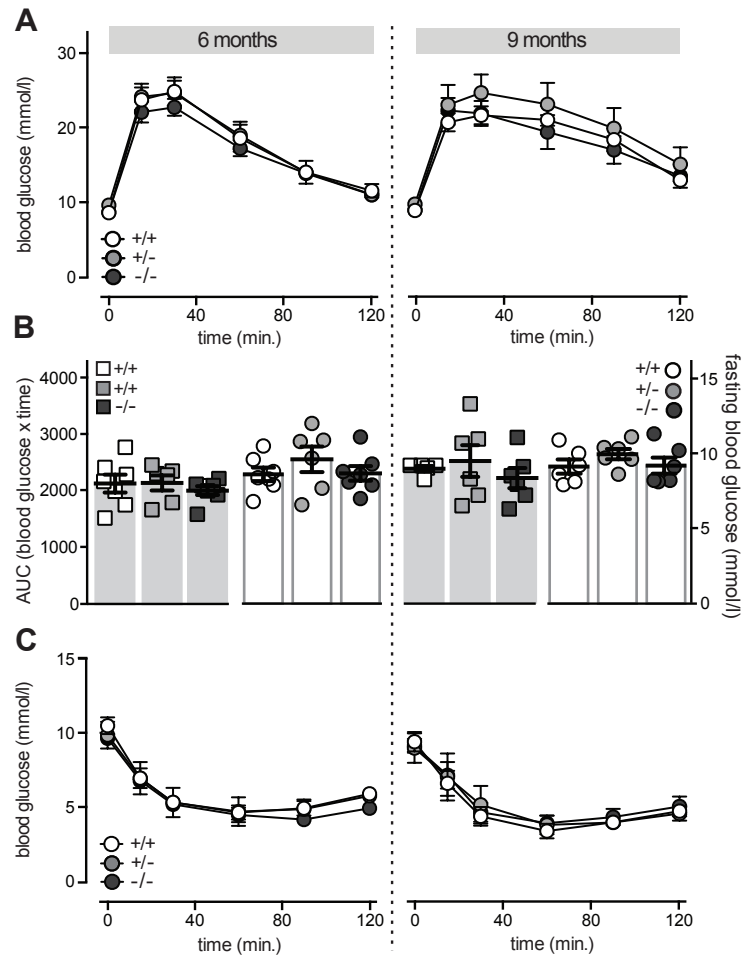 A
6 months
9 months
blood glucose (mmol/l)
30
20
10
0
+/+
+/−
−/−
0 40 80 120
0 40 80 120
time (min.)
time (min.)
B
AUC (blood glucose x time)
4000
3000
2000
1000
0
+/+
+/+
−/−
+/+
+/−
−/−
15
10
5
0
fasting blood glucose (mmol/l)
C
blood glucose (mmol/l)
15
10
5
0
+/+
+/−
−/−
0 40 80 120
0 40 80 120
time (min.)
time (min.)